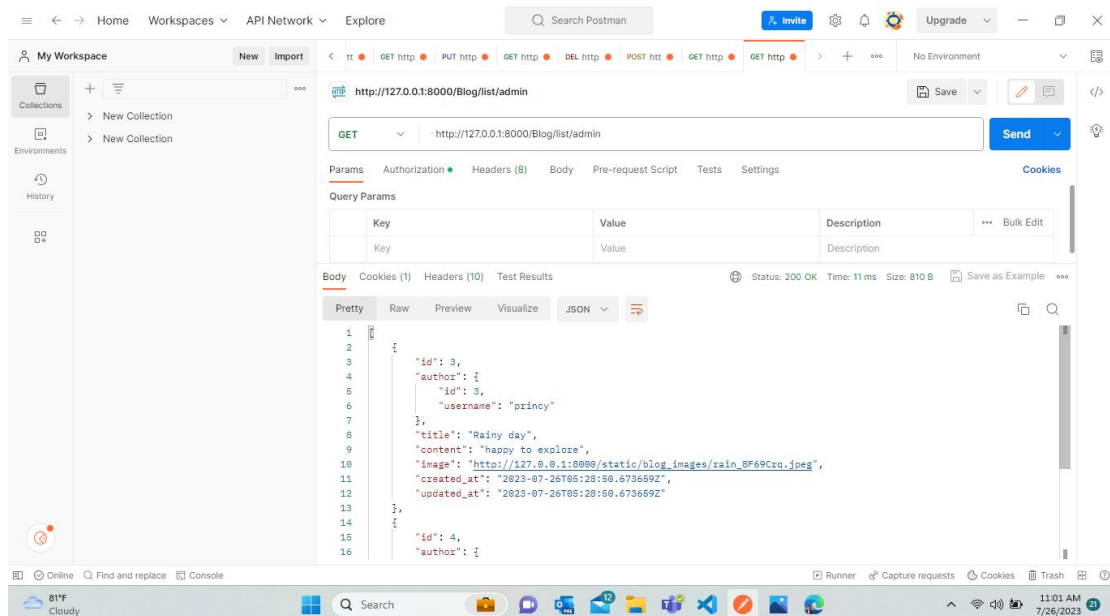 Home Workspaces API Network Explore Search Postman Invite Upgrade
My Workspace New Import tt GET http PUT http GET http DEL http POST htt GET http GET http No Environment
Collections
Environments
History
New Collection
New Collection
HTTP http://127.0.0.1:8000/Blog/list/admin Save
GET http://127.0.0.1:8000/Blog/list/admin Send
Params Authorization Headers (8) Body Pre-request Script Tests Settings Cookies
Query Params
Key Value Description Bulk Edit
Key Value Description
Body Cookies (1) Headers (10) Test Results Status: 200 OK Time: 11 ms Size: 810 B Save as Example
Pretty Raw Preview Visualize JSON
1 [
2 {
3 "id": 3,
4 "author": {
5 "id": 3,
6 "username": "princy"
7 },
8 "title": "Rainy day",
9 "content": "happy to explore",
10 "image": "http://127.0.0.1:8000/static/blog_images/rain_8F69Crq.jpeg",
11 "created_at": "2023-07-26T05:28:50.673659Z",
12 "updated_at": "2023-07-26T05:28:50.673659Z"
13 },
14 {
15 "id": 4,
16 "author": {
Online Find and replace Console Runner Capture requests Cookies Trash
81°F
Cloudy
Search
12
11:01 AM
7/26/2023